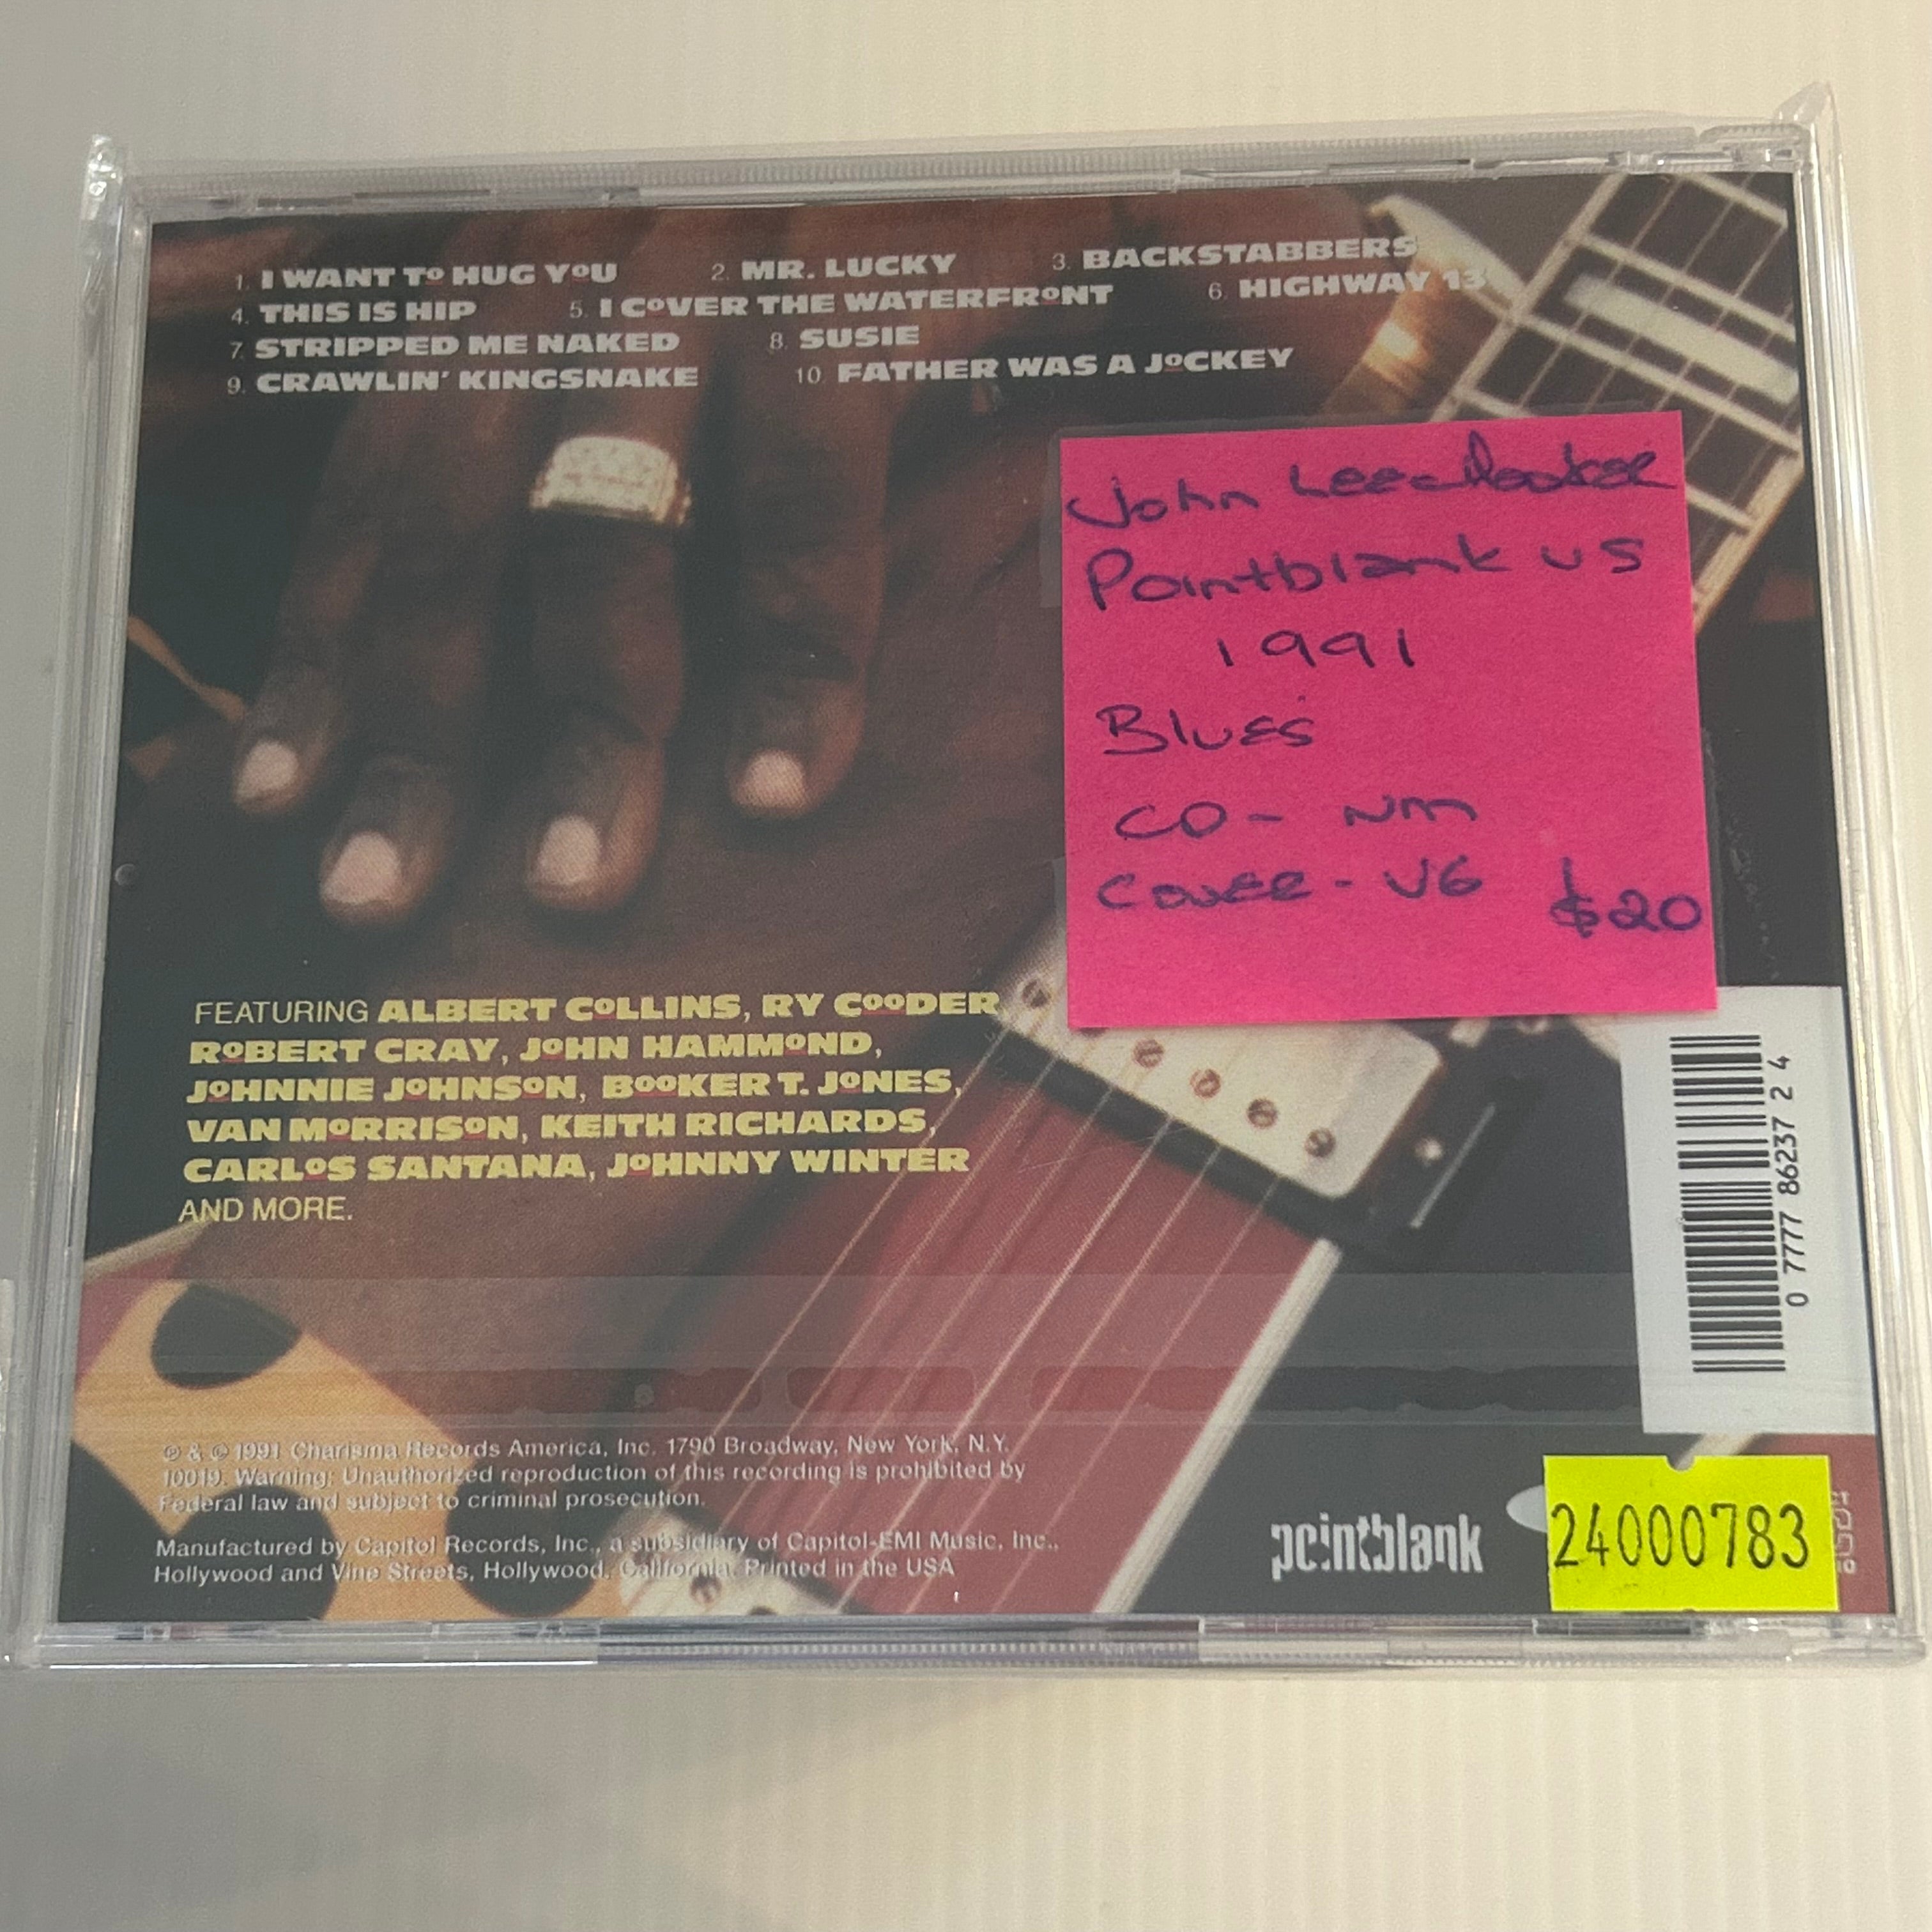 1. I WANT TO HUG YOU 2. MR. LUCKY 3. BACKSTABBERS
4. THIS IS HIP 5. I COVER THE WATERFRONT 6. HIGHWAY 13
7. STRIPPED ME NAKED 8. SUSIE
9. CRAWLIN' KINGSNAKE 10. FATHER WAS A JOCKEY
John Lee Hooker
Pointblank US
1991
Blues
CD - NM
COVER - VG $20
FEATURING ALBERT COLLINS, RY COODER
ROBERT CRAY, JOHN HAMMOND,
JOHNNIE JOHNSON, BOOKER T. JONES,
VAN MORRISON, KEITH RICHARDS,
CARLOS SANTANA, JOHNNY WINTER
AND MORE.
0 7777 86237 2 4
℗ & © 1991 Charisma Records America, Inc. 1790 Broadway, New York, N.Y.
10019. Warning: Unauthorized reproduction of this recording is prohibited by
Federal law and subject to criminal prosecution.
Manufactured by Capitol Records, Inc., a subsidiary of Capitol-EMI Music, Inc.,
Hollywood and Vine Streets, Hollywood, California. Printed in the USA
pointblank
24000783